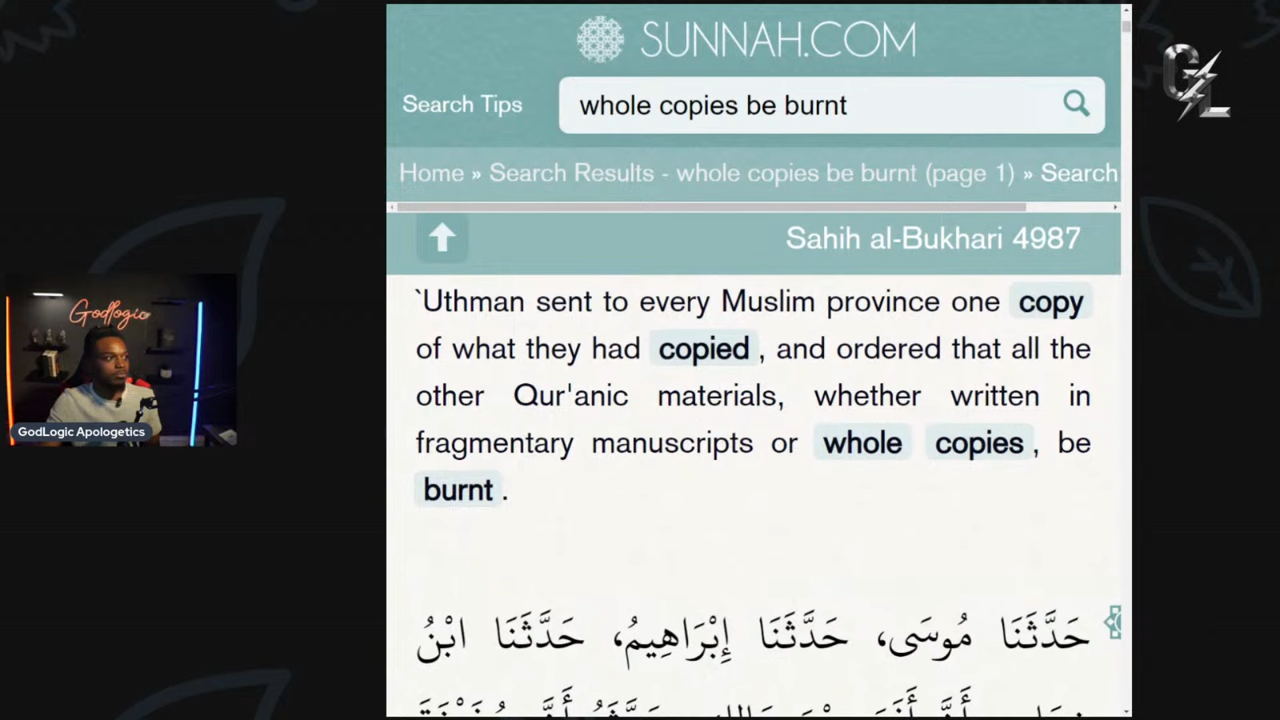 SUNNAH.COM
Search Tips
whole copies be burnt
Home » Search Results - whole copies be burnt (page 1) » Search
Sahih al-Bukhari 4987
`Uthman sent to every Muslim province one copy
of what they had copied , and ordered that all the
other Qur'anic materials, whether written in
fragmentary manuscripts or whole copies , be
burnt .
حَدَّثَنَا مُوسَى، حَدَّثَنَا إِبْرَاهِيمُ، حَدَّثَنَا ابْنُ
GL
Godlogic
GodLogic Apologetics